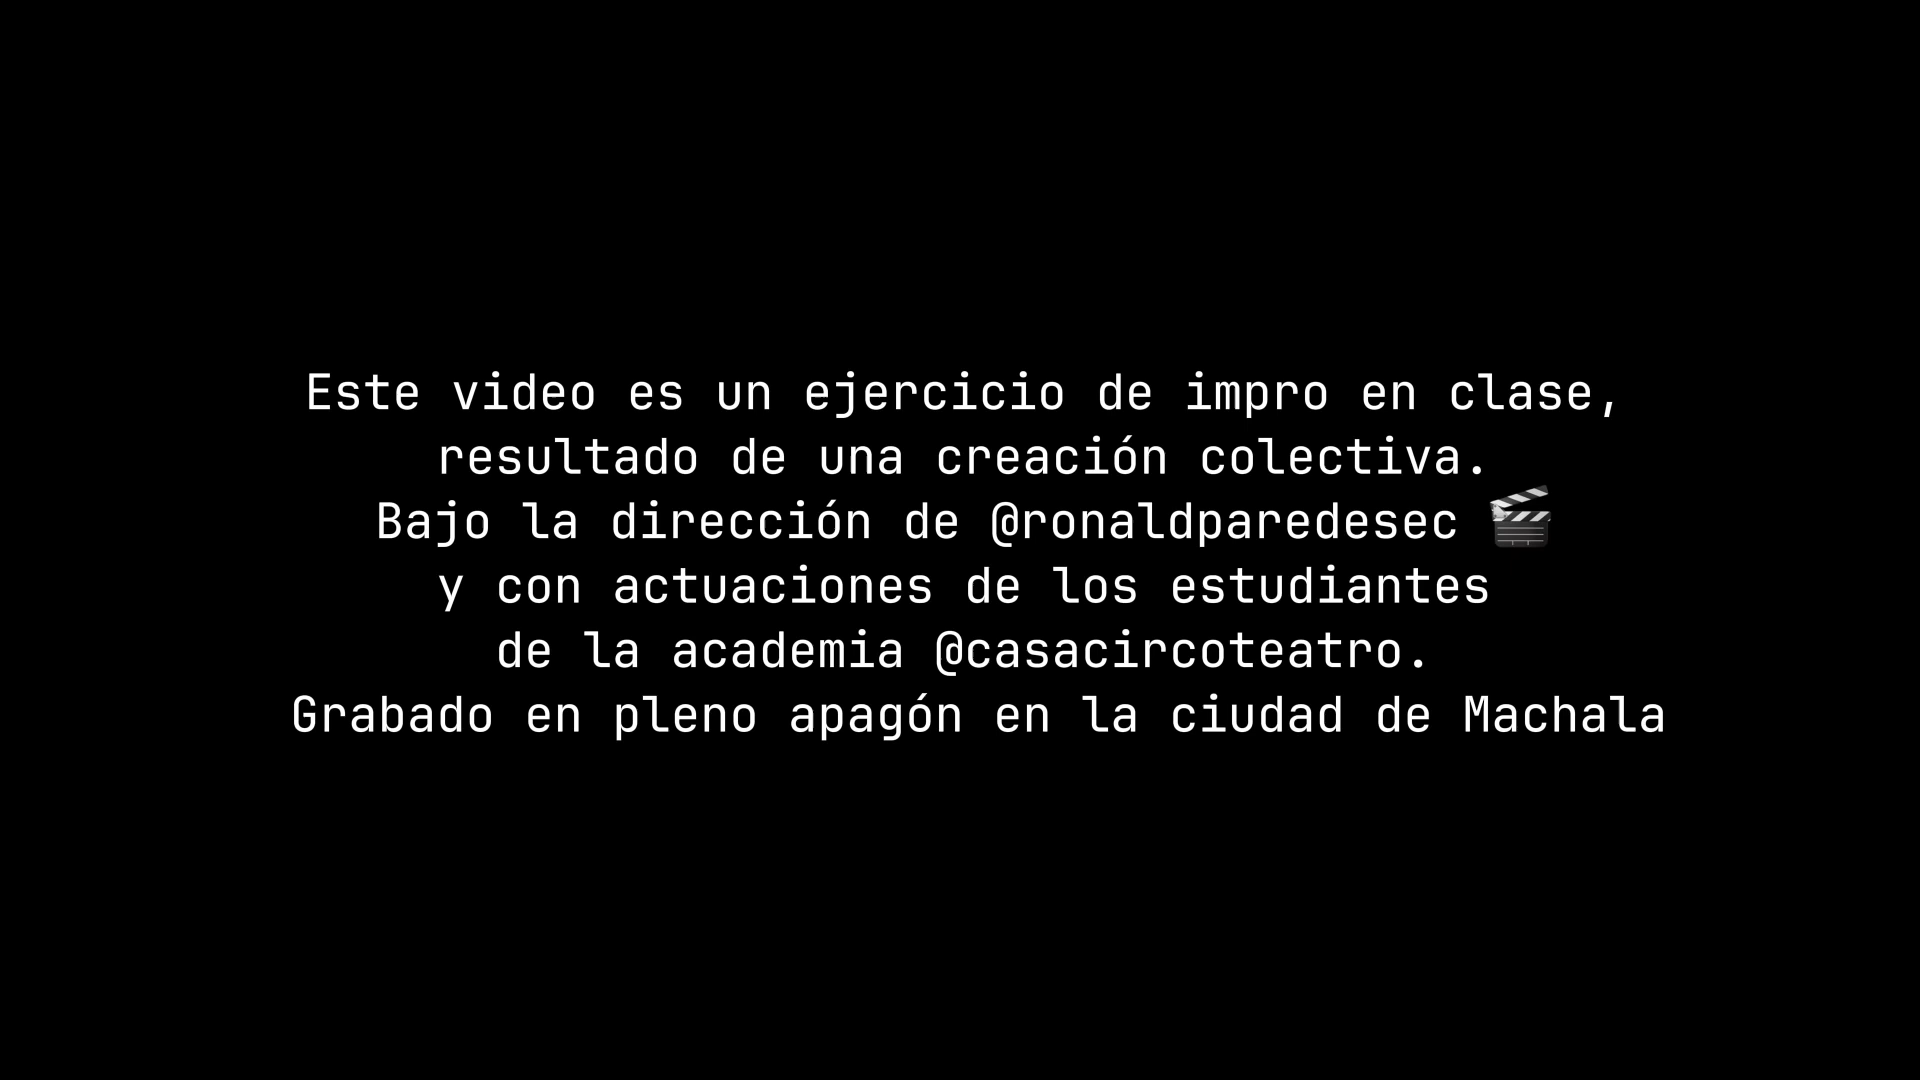 Este video es un ejercicio de impro en clase,
resultado de una creación colectiva.
Bajo la dirección de @ronaldparedesec 🎬
y con actuaciones de los estudiantes
de la academia @casacircoteatro.
Grabado en pleno apagón en la ciudad de Machala